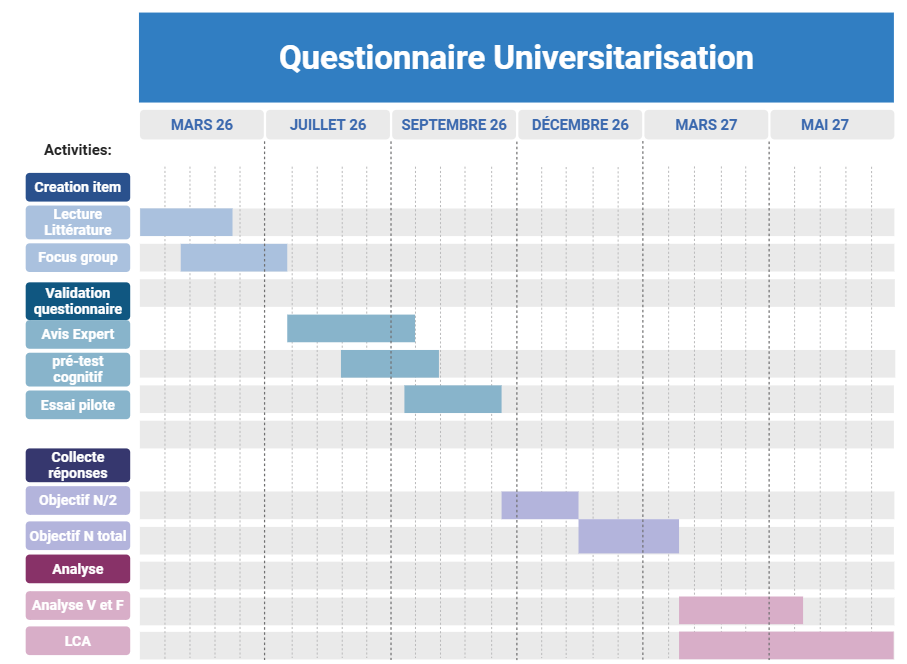 Questionnaire Universitarisation
MARS 26
JUILLET 26
SEPTEMBRE 26
DÉCEMBRE 26
MARS 27
MAI 27
Activities:
Creation item
Lecture
Littérature
Focus group
Validation
questionnaire
Avis Expert
pré-test
cognitif
Essai pilote
Collecte
réponses
Objectif N/2
Objectif N total
Analyse
Analyse V et F
LCA